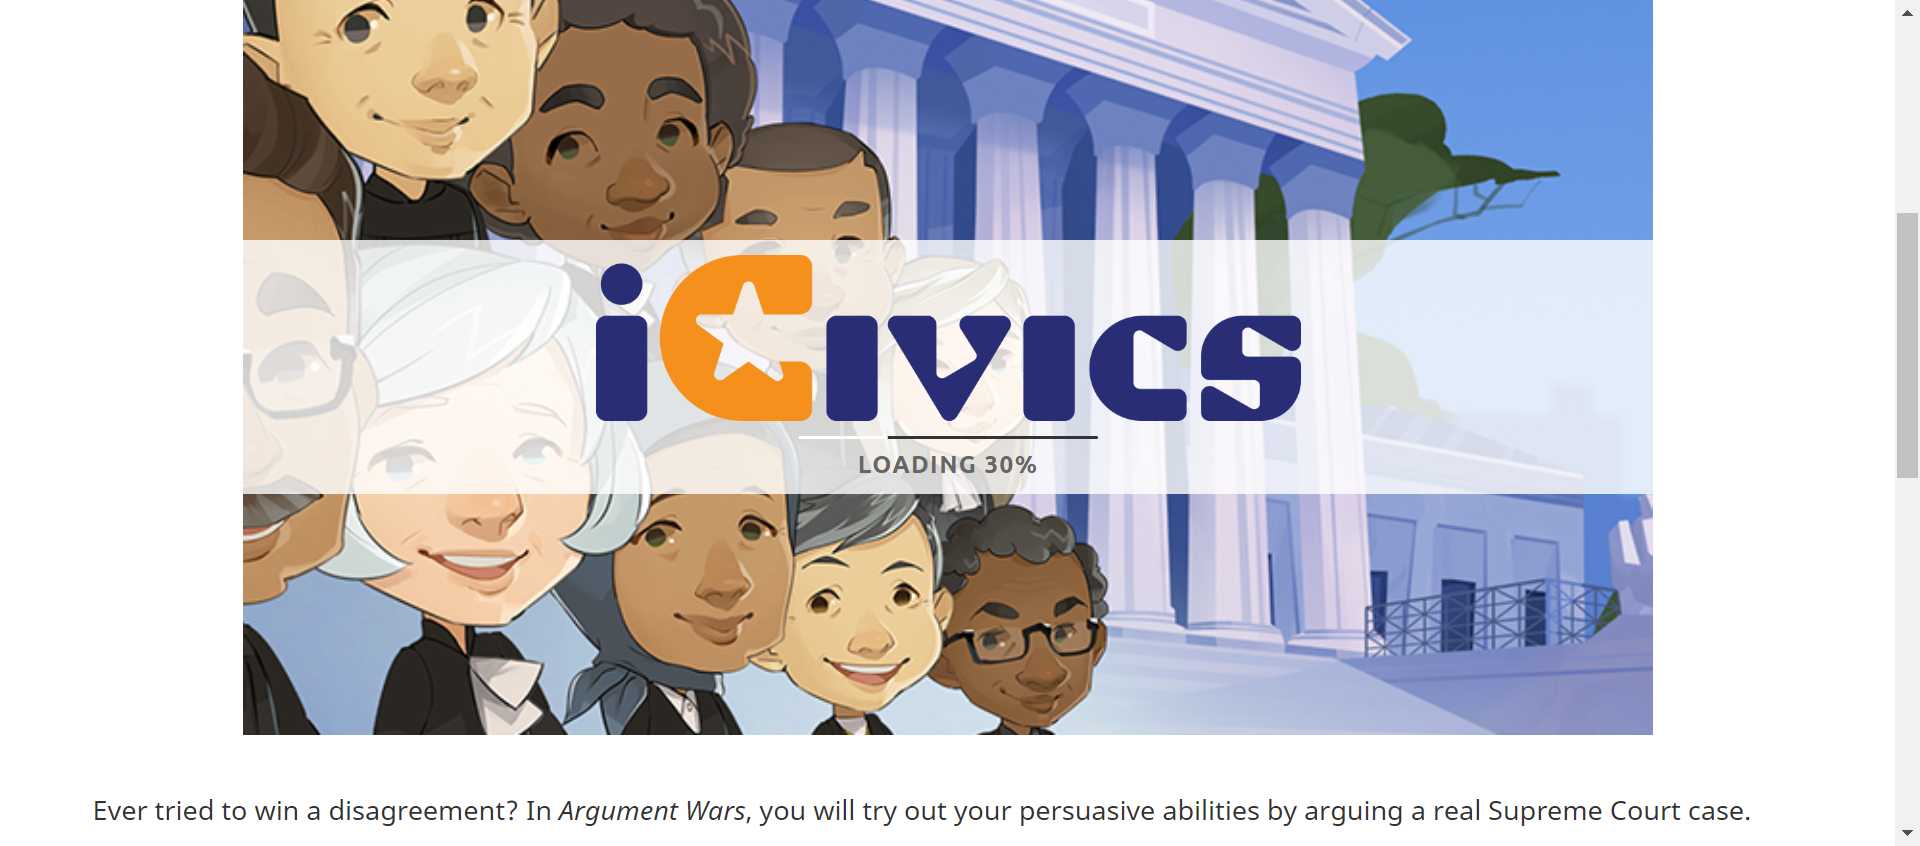 iCivics
LOADING 30%
Ever tried to win a disagreement? In Argument Wars, you will try out your persuasive abilities by arguing a real Supreme Court case.